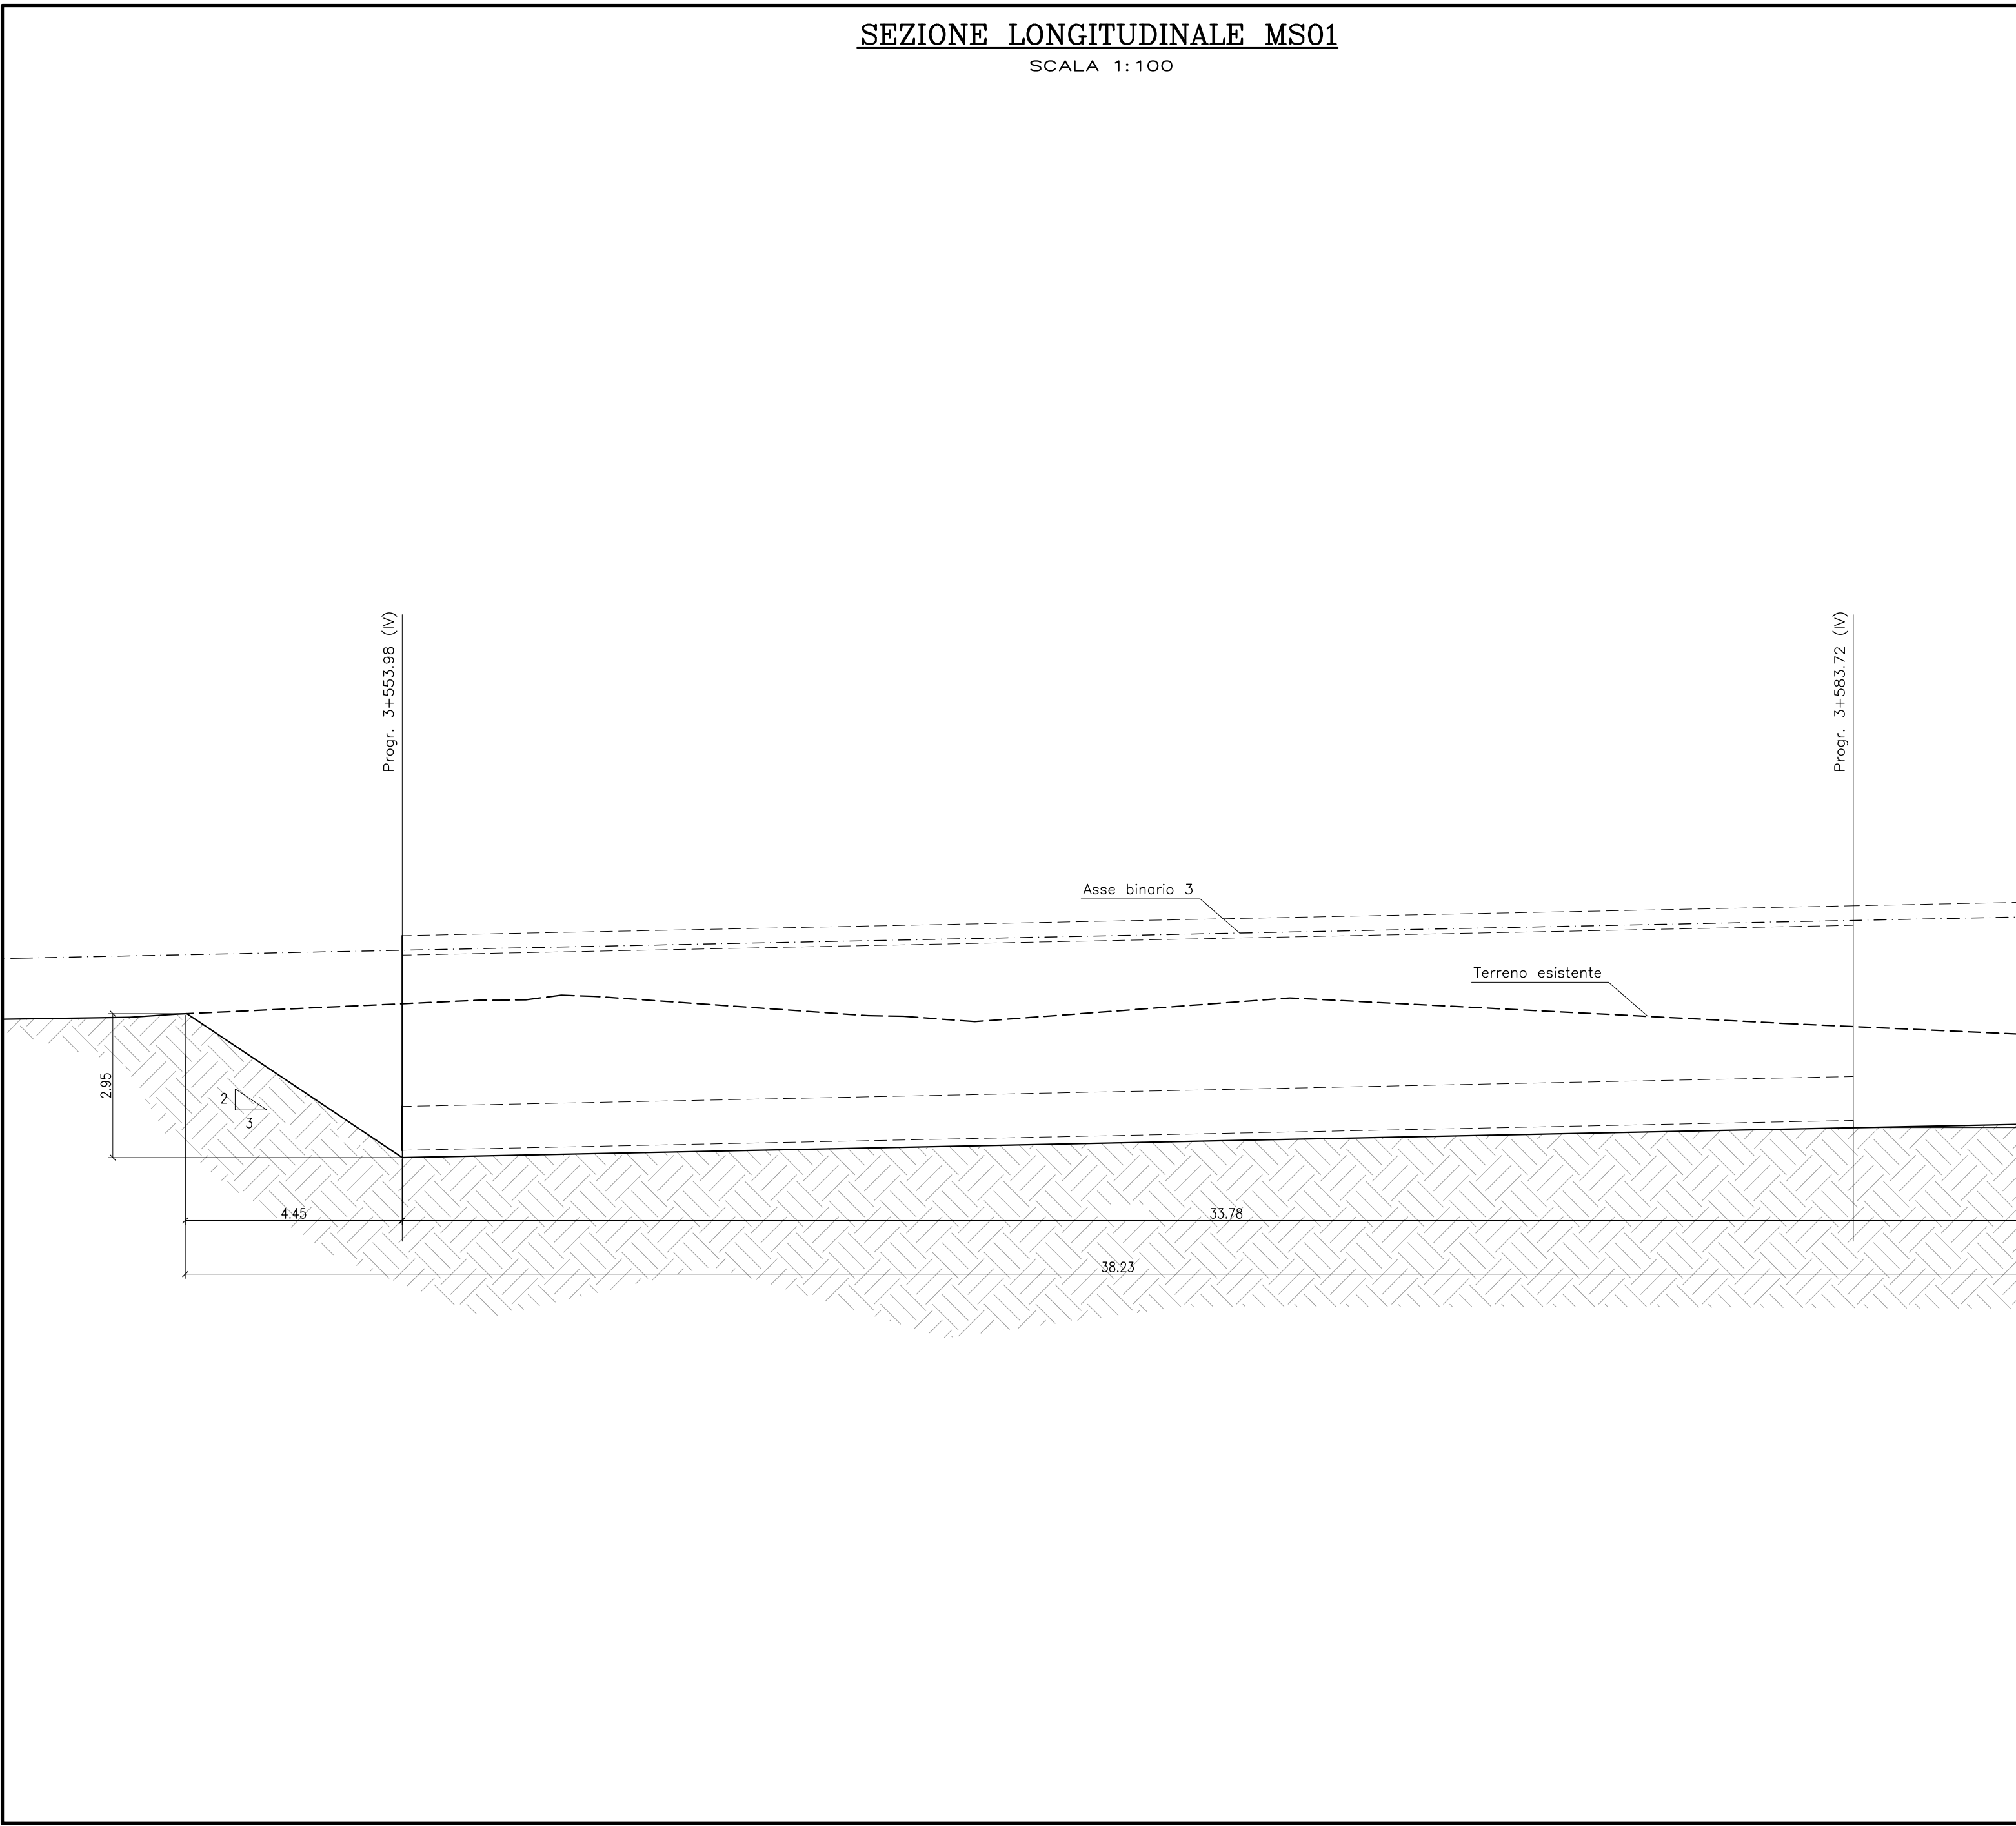 SEZIONE LONGITUDINALE MS01
SCALA 1:100
Progr. 3+553.98 (IV)
Progr. 3+583.72 (IV)
Asse binario 3
Terreno esistente
2.95
2
3
4.45
33.78
38.23